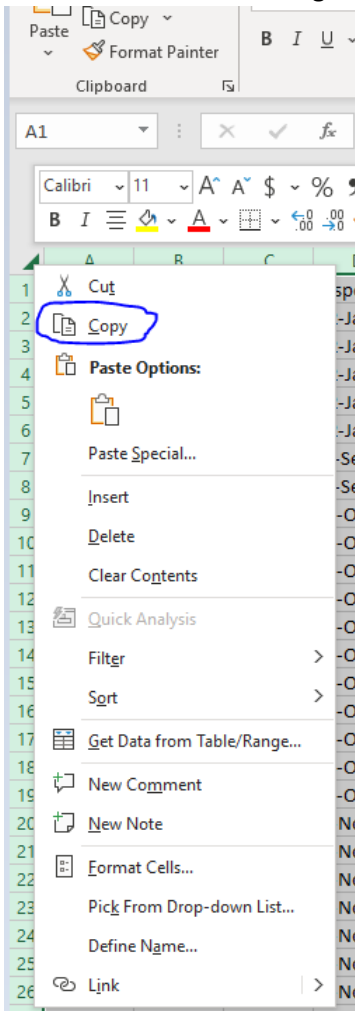 Copy
Paste
Format Painter
B I U
Clipboard
A1
fx
Calibri 11 A^ A˅ $ %
B I A .00 .00
A B C
1 Cut
2 Copy
3
4 Paste Options:
5
6
7 Paste Special...
8 Insert
9
10 Delete
11 Clear Contents
12
13 Quick Analysis
14 Filter
15 Sort
16
17 Get Data from Table/Range...
18
19 New Comment
20 New Note
21
22 Format Cells...
23 Pick From Drop-down List...
24 Define Name...
25
26 Link